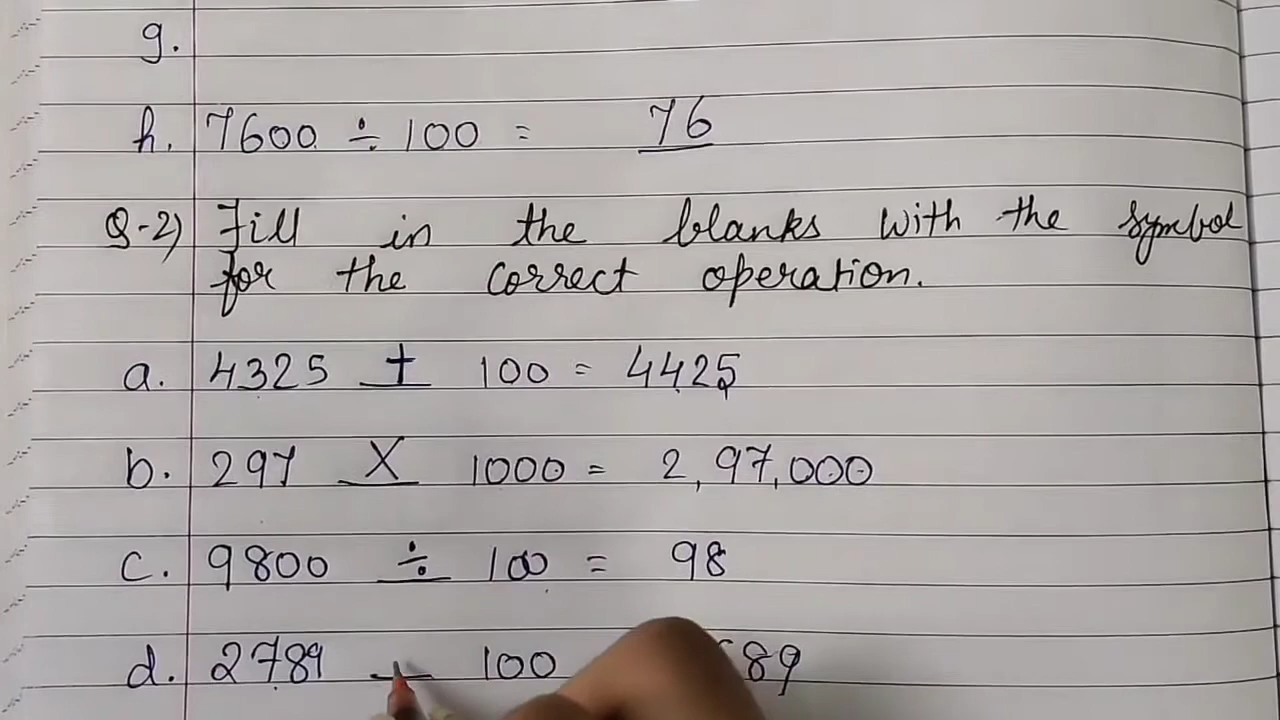 g.
h. 7600 ÷ 100 = 76
Q-2) Fill in the blanks with the symbol
for the correct operation.
a. 4325 + 100 = 4425
b. 297 × 1000 = 2,97,000
c. 9800 ÷ 100 = 98
d. 2789 100 89